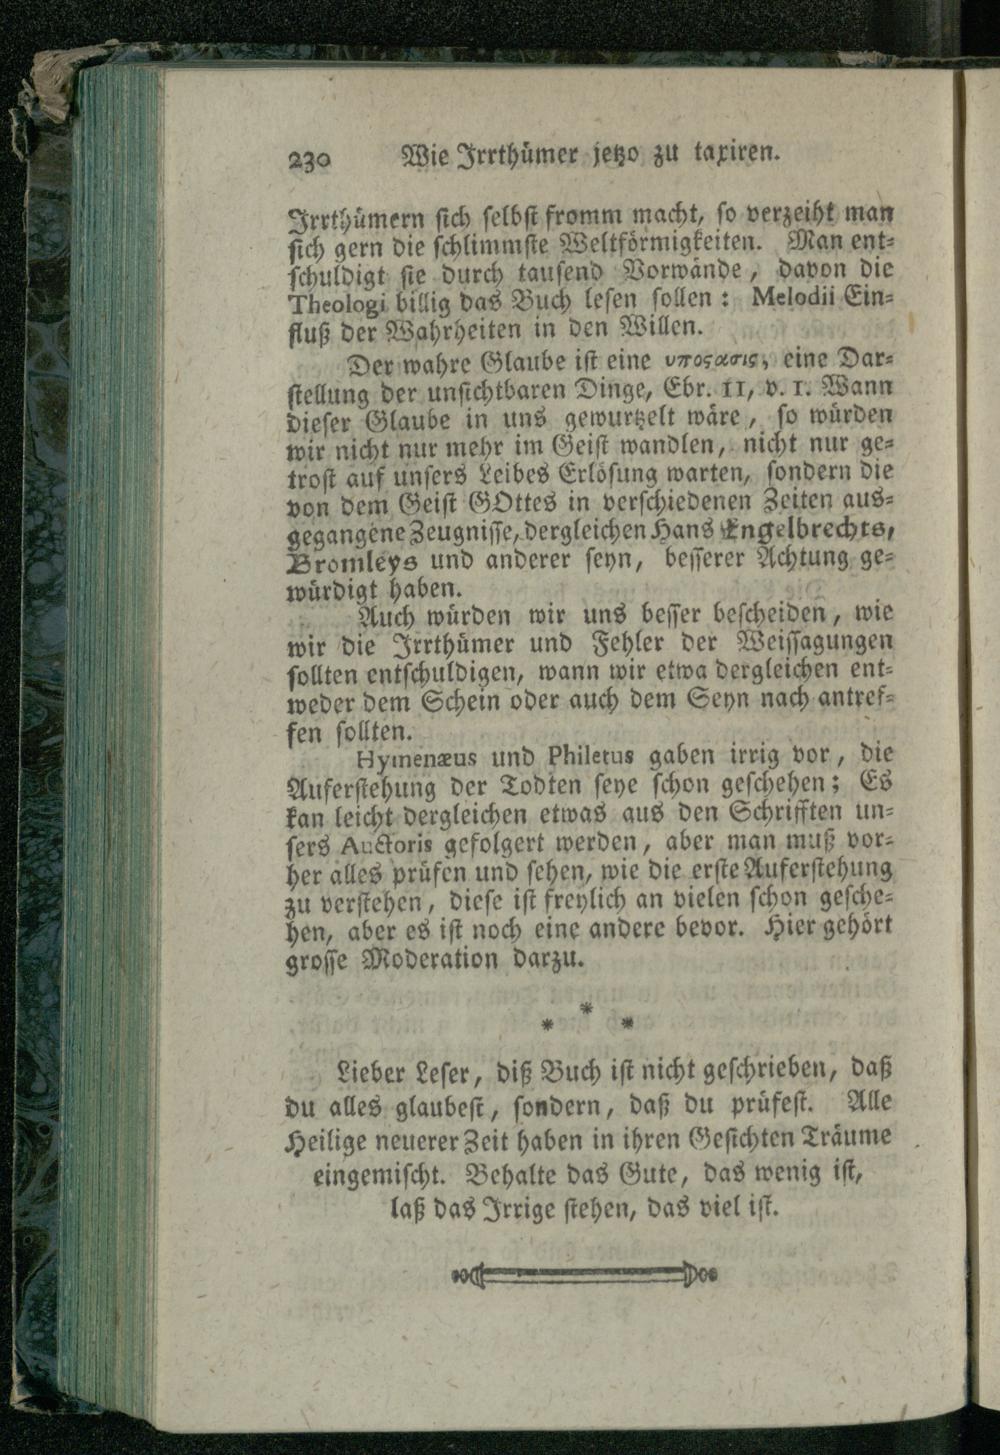 230 Wie Irrthümer jetzo zu taxiren.
Irrthümern sich selbst fromm macht, so verzeiht man
sich gern die schlimmste Weltförmigkeiten. Man ent-
schuldigt sie durch tausend Vorwände, davon die
Theologi billig das Buch lesen sollen: Melodii Ein-
fluß der Wahrheiten in den Willen.
Der wahre Glaube ist eine υποϛασις, eine Dar-
stellung der unsichtbaren Dinge, Ebr. 11, v. 1. Wann
dieser Glaube in uns gewurtzelt wäre, so würden
wir nicht nur mehr im Geist wandlen, nicht nur ge-
trost auf unsers Leibes Erlösung warten, sondern die
von dem Geist GOttes in verschiedenen Zeiten aus-
gegangene Zeugnisse, dergleichen Hans Engelbrechts,
Bromleys und anderer seyn, besserer Achtung ge-
würdigt haben.
Auch würden wir uns besser bescheiden, wie
wir die Irrthümer und Fehler der Weissagungen
sollten entschuldigen, wann wir etwa dergleichen ent-
weder dem Schein oder auch dem Seyn nach antref-
fen sollten.
Hymenæus und Philetus gaben irrig vor, die
Auferstehung der Todten seye schon geschehen; Es
kan leicht dergleichen etwas aus den Schrifften un-
sers Auctoris gefolgert werden, aber man muß vor-
her alles prüfen und sehen, wie die erste Auferstehung
zu verstehen, diese ist freylich an vielen schon gesche-
hen, aber es ist noch eine andere bevor. Hier gehört
grosse Moderation darzu.
* * *
Lieber Leser, diß Buch ist nicht geschrieben, daß
du alles glaubest, sondern, daß du prüfest. Alle
Heilige neuerer Zeit haben in ihren Gesichten Träume
eingemischt. Behalte das Gute, das wenig ist,
laß das Irrige stehen, das viel ist.